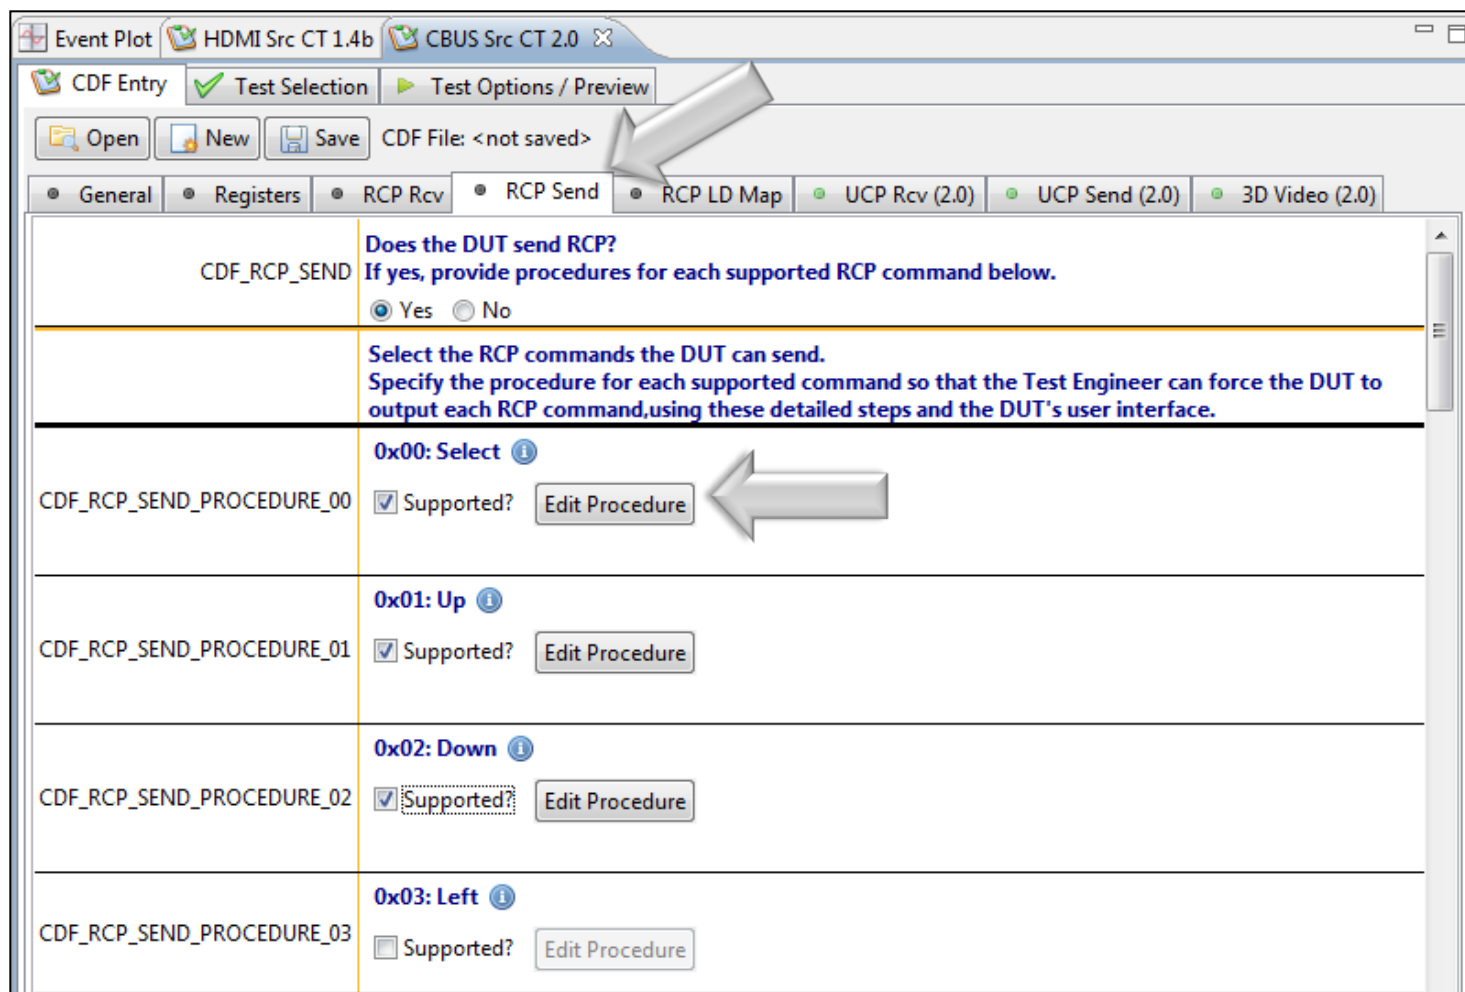 Event Plot HDMI Src CT 1.4b CBUS Src CT 2.0
CDF Entry Test Selection Test Options / Preview
Open New Save CDF File: <not saved>
General Registers RCP Rcv RCP Send RCP LD Map UCP Rcv (2.0) UCP Send (2.0) 3D Video (2.0)
Does the DUT send RCP?
CDF_RCP_SEND If yes, provide procedures for each supported RCP command below.
Yes No
Select the RCP commands the DUT can send.
Specify the procedure for each supported command so that the Test Engineer can force the DUT to
output each RCP command,using these detailed steps and the DUT's user interface.
0x00: Select
CDF_RCP_SEND_PROCEDURE_00 Supported? Edit Procedure
0x01: Up
CDF_RCP_SEND_PROCEDURE_01 Supported? Edit Procedure
0x02: Down
CDF_RCP_SEND_PROCEDURE_02 Supported? Edit Procedure
0x03: Left
CDF_RCP_SEND_PROCEDURE_03 Supported? Edit Procedure